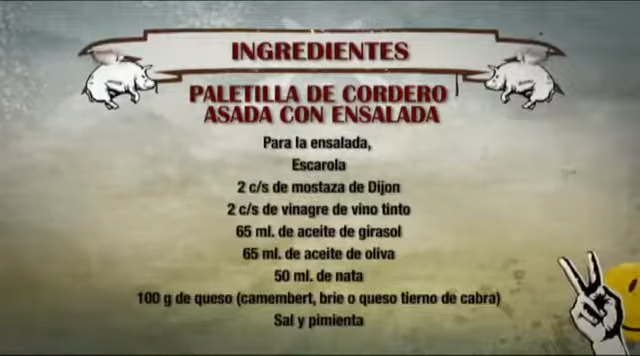 INGREDIENTES
PALETILLA DE CORDERO
ASADA CON ENSALADA
Para la ensalada,
Escarola
2 c/s de mostaza de Dijon
2 c/s de vinagre de vino tinto
65 ml. de aceite de girasol
65 ml. de aceite de oliva
50 ml. de nata
100 g de queso (camembert, brie o queso tierno de cabra)
Sal y pimienta